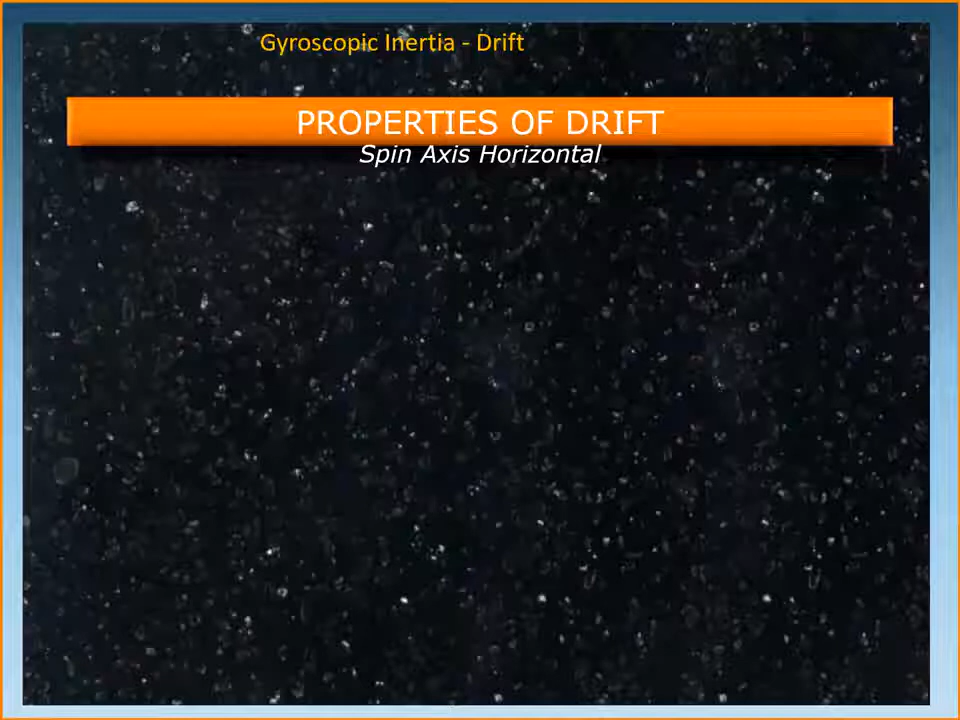 Gyroscopic Inertia - Drift
PROPERTIES OF DRIFT
Spin Axis Horizontal